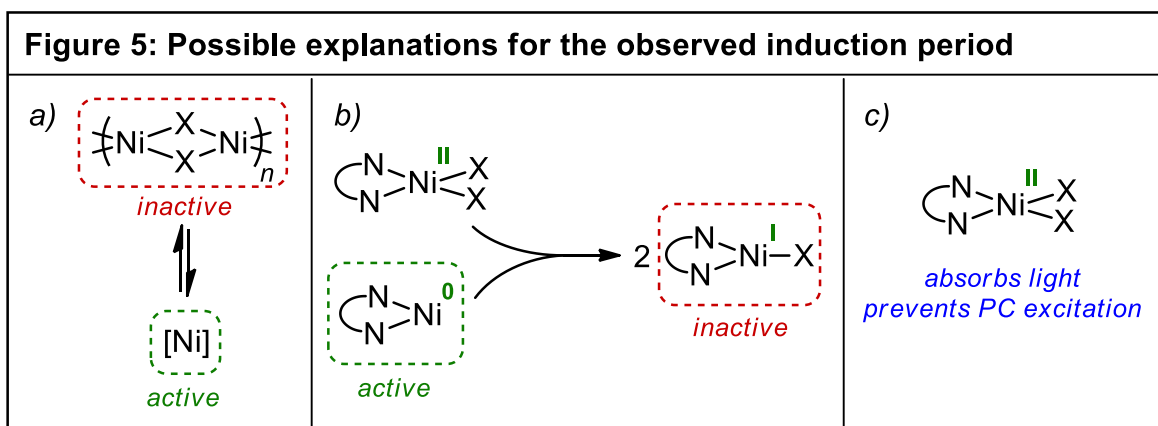 Figure 5: Possible explanations for the observed induction period
a)
X
Ni Ni
X
n
inactive
[Ni]
active
b)
N II X
Ni
N X
N 0
Ni
N
active
2 N I
Ni X
N
inactive
c)
N II X
Ni
N X
absorbs light
prevents PC excitation